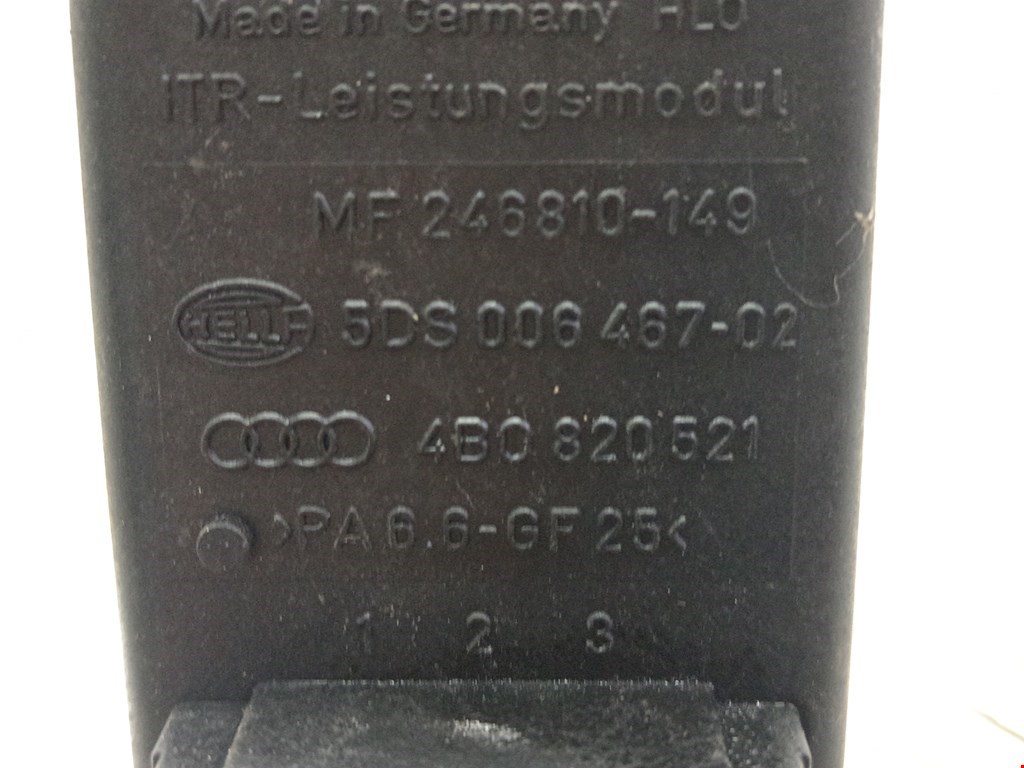 Made in Germany HLO
ITR-Leistungsmodul
MF 246810-149
HELLA 5DS 006 467-02
4B0 820 521
>PA 6.6-GF 25<
1 2 3